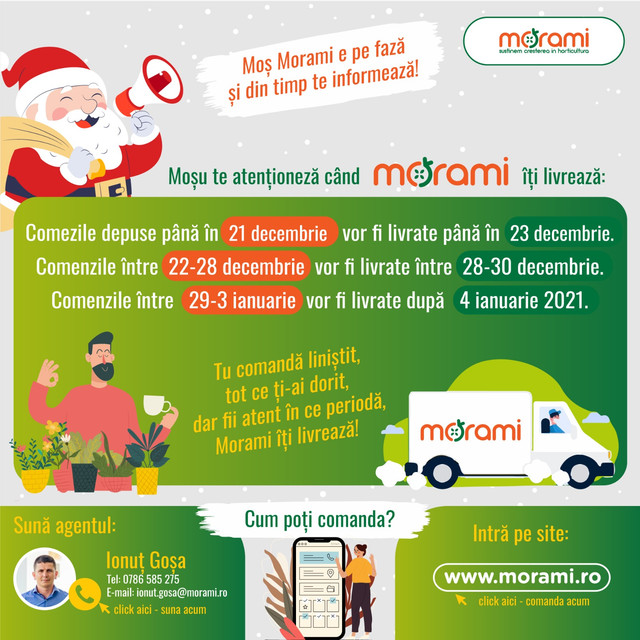 Moș Morami e pe fază
și din timp te informează!
morami
sustinem cresterea in horticultura
Moșu te atenționeză când morami îți livrează:
Comezile depuse până în 21 decembrie vor fi livrate până în 23 decembrie.
Comenzile între 22-28 decembrie vor fi livrate între 28-30 decembrie.
Comenzile între 29-3 ianuarie vor fi livrate după 4 ianuarie 2021.
Tu comandă liniștit,
tot ce ți-ai dorit,
dar fii atent în ce periodă,
Morami îți livrează!
morami
Sună agentul:
Ionuț Goșa
Tel: 0786 585 275
E-mail: ionut.gosa@morami.ro
click aici - suna acum
Cum poți comanda?
Intră pe site:
www.morami.ro
click aici - comanda acum